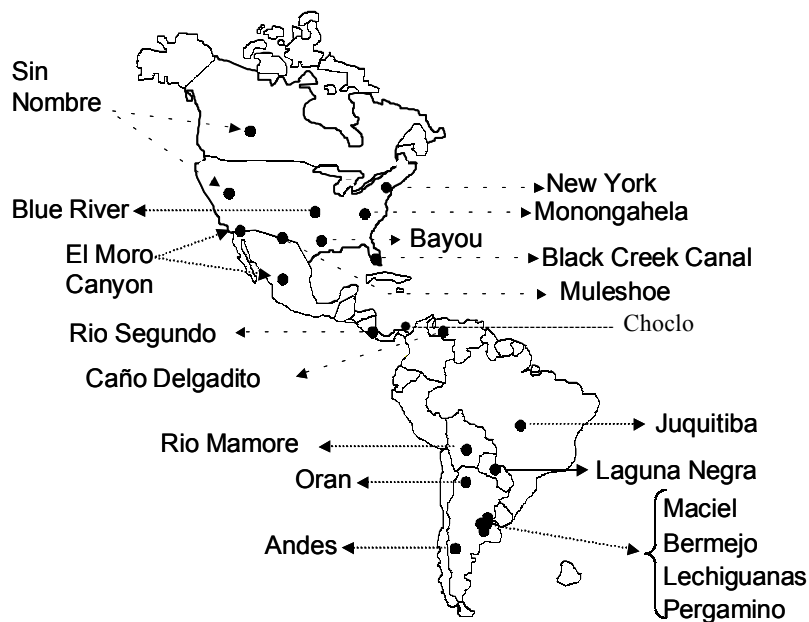 Sin
Nombre
New York
Blue River
Monongahela
Bayou
El Moro
Canyon
Black Creek Canal
Muleshoe
Choclo
Rio Segundo
Caño Delgadito
Juquitiba
Rio Mamore
Laguna Negra
Oran
Maciel
Andes
Bermejo
Lechiguanas
Pergamino